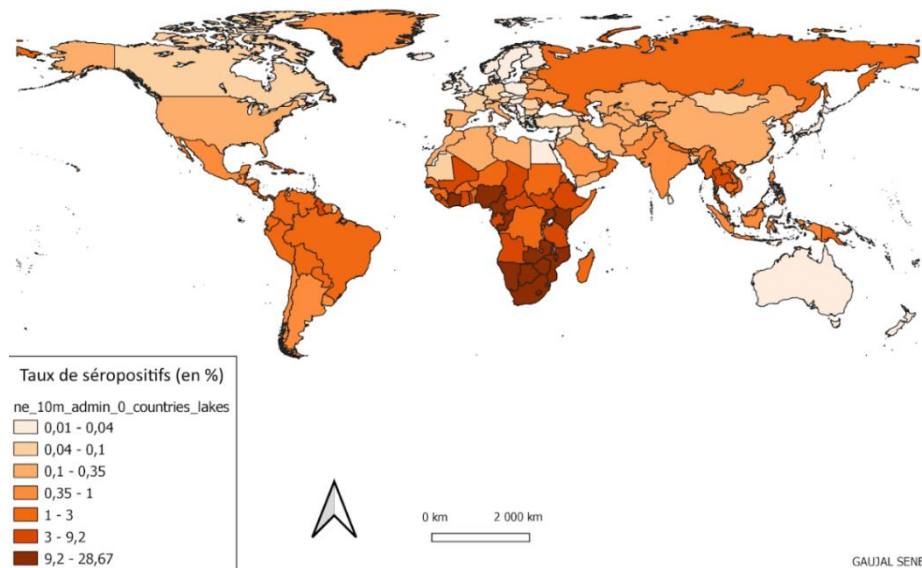 Taux de séropositifs (en %)
ne_10m_admin_0_countries_lakes
0,01 - 0,04
0,04 - 0,1
0,1 - 0,35
0,35 - 1
1 - 3
3 - 9,2
9,2 - 28,67
0 km 2 000 km
GAUJAL SENE